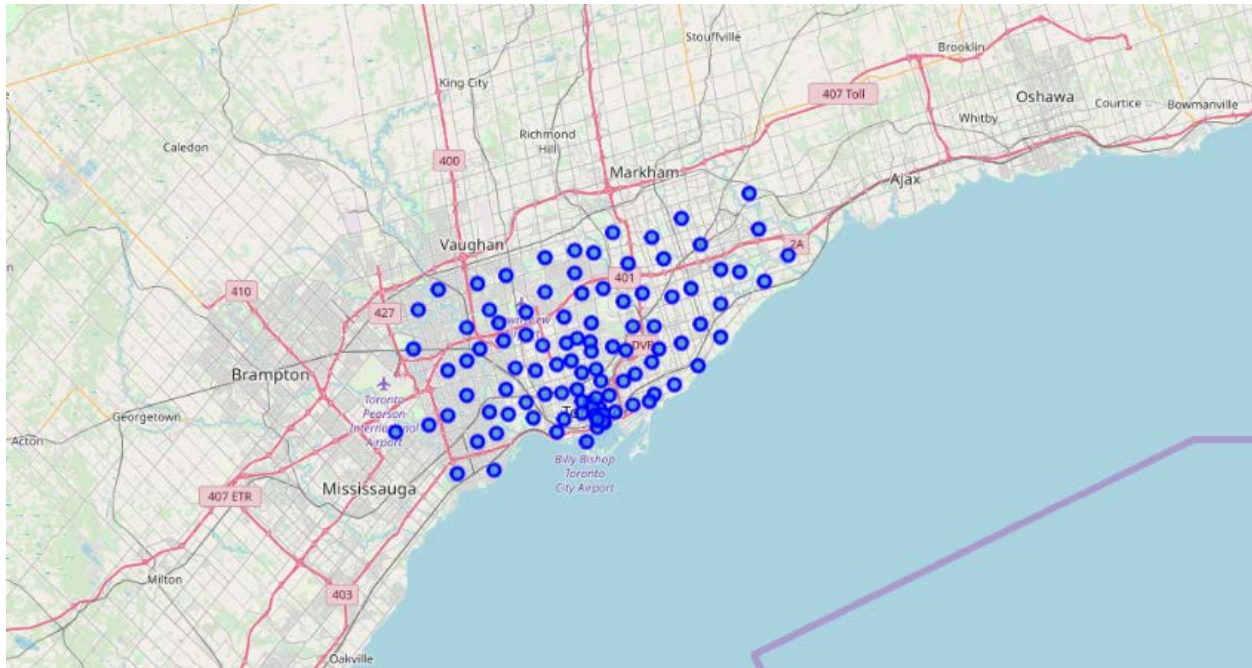 Stouffville
Brooklin
King City
407 Toll
Oshawa
Courtice
Bowmanville
Whitby
Richmond
Hill
Caledon
400
Markham
Ajax
Vaughan
2A
401
410
427
DVP
Brampton
Toronto
Pearson
International
Airport
Georgetown
Acton
Billy Bishop
Toronto
City Airport
Mississauga
407 ETR
Milton
403
Oakville